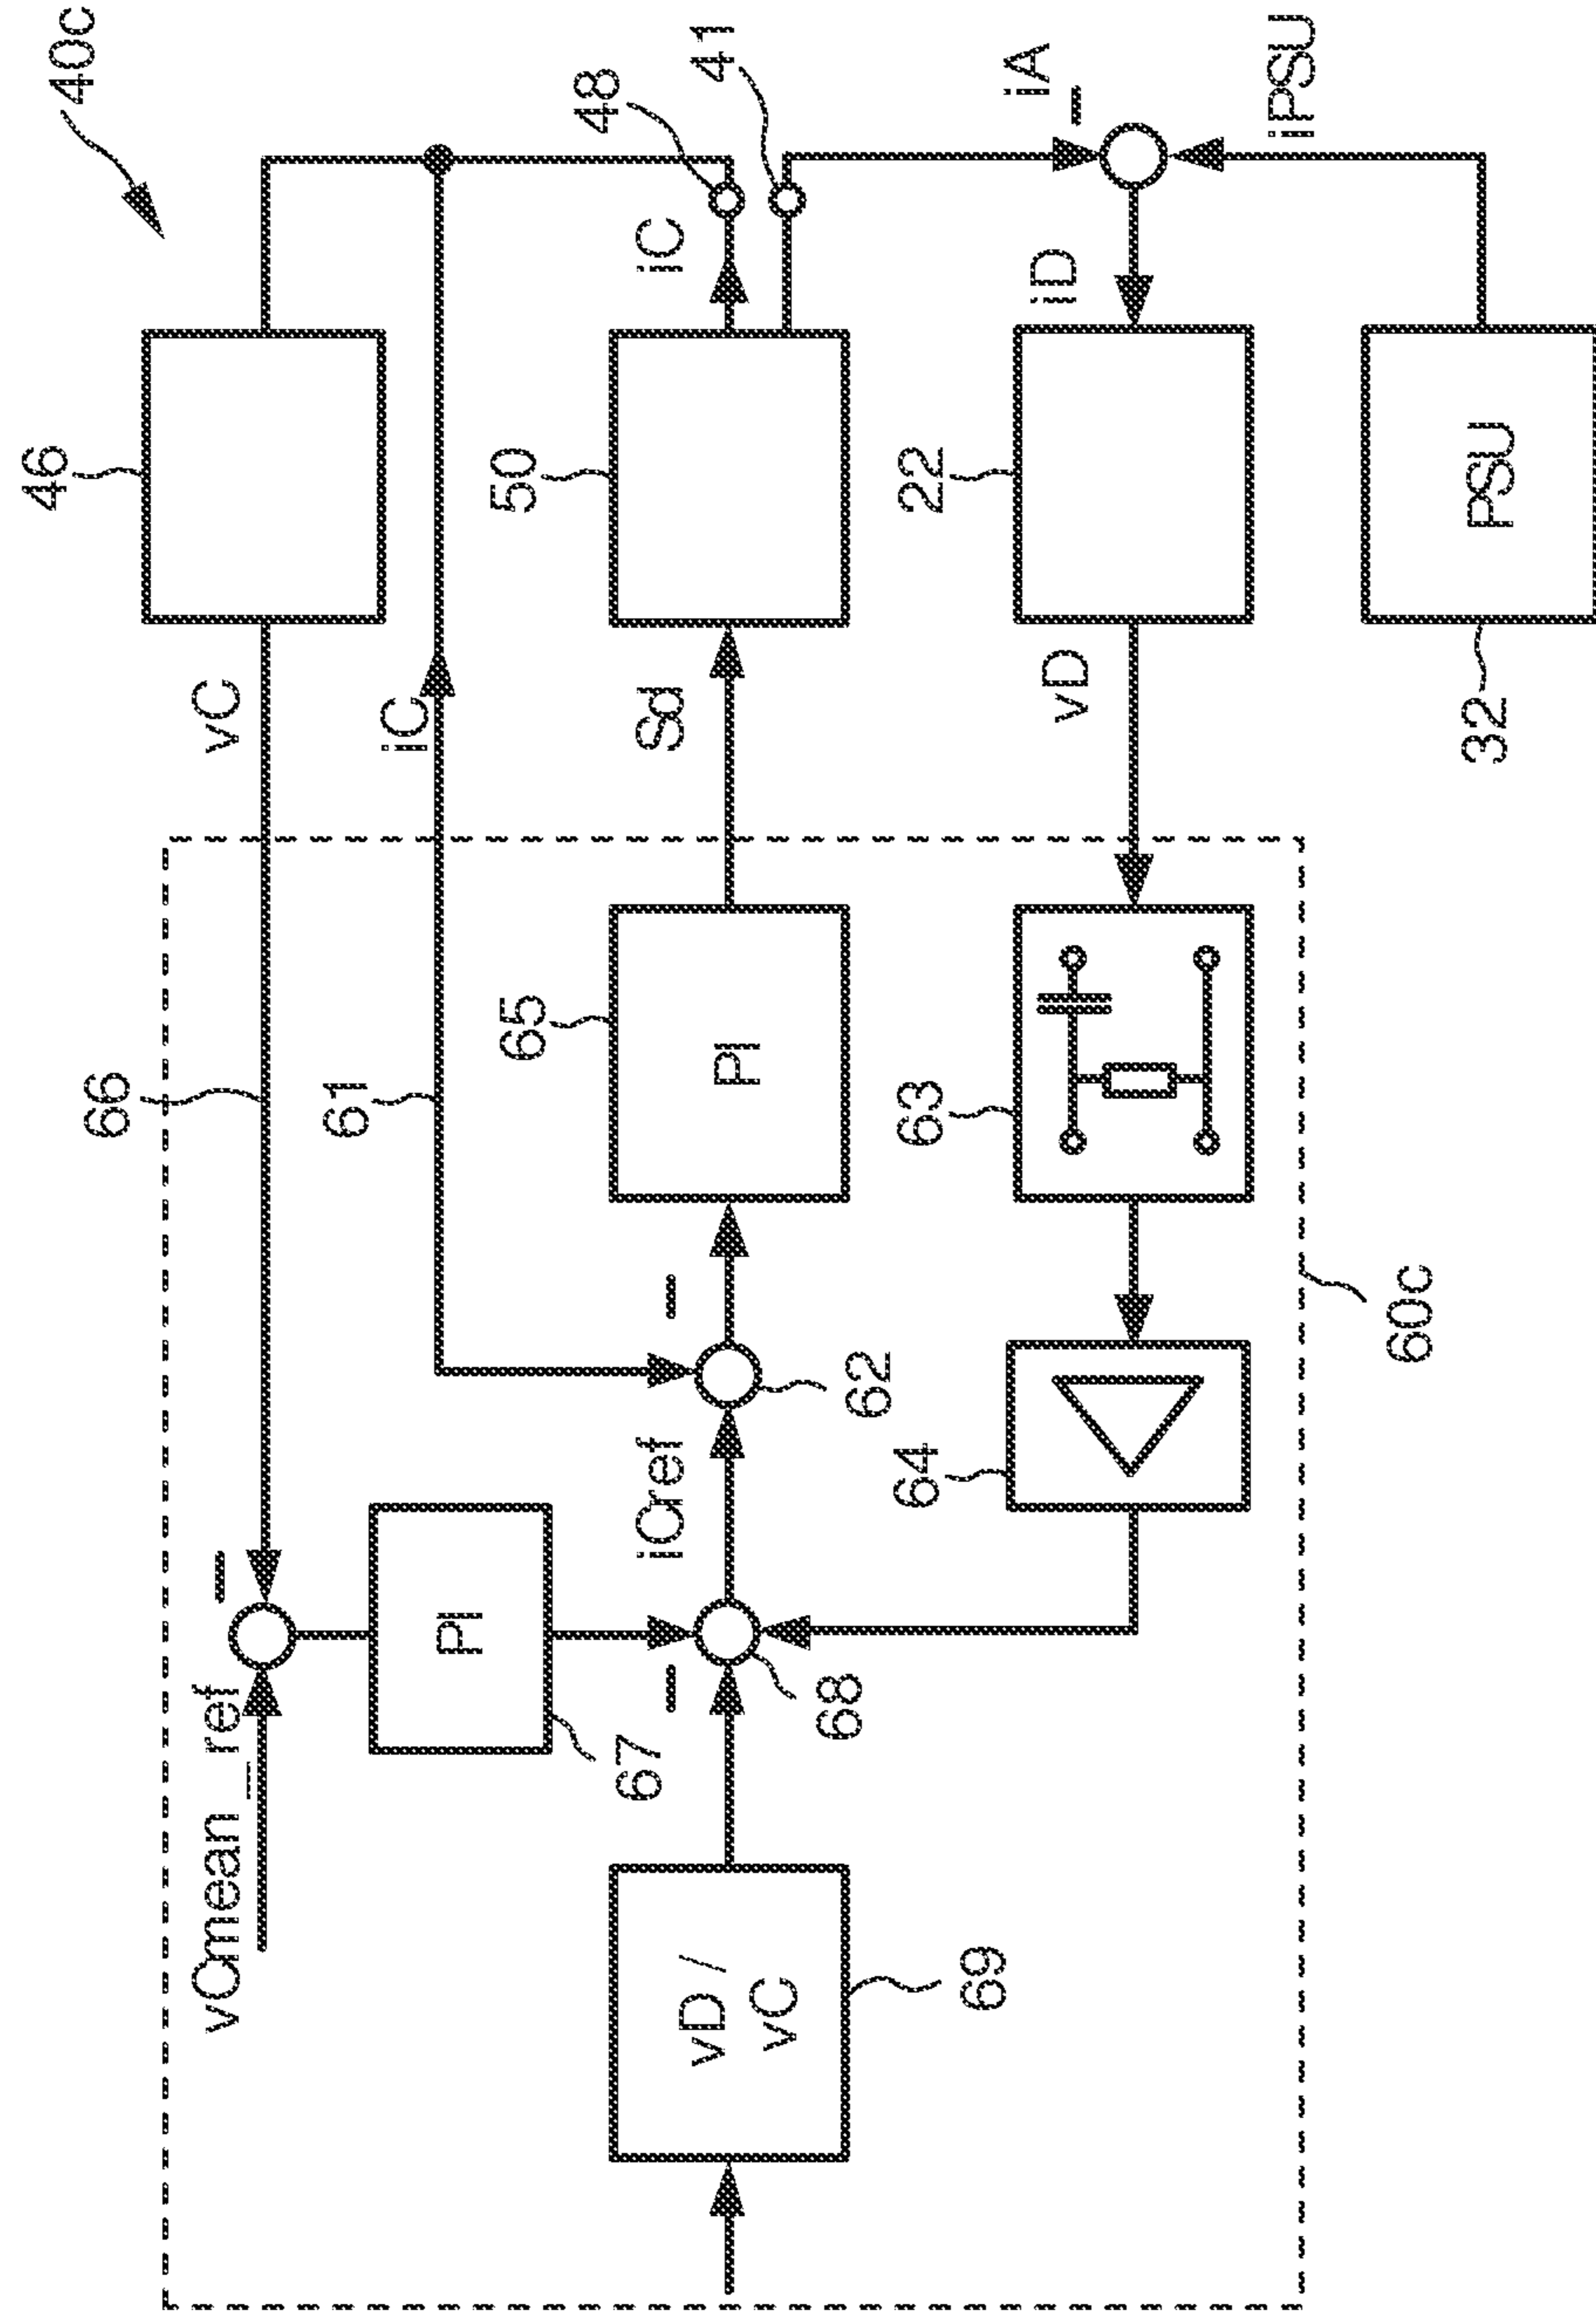 40c
46
vC
66
vCmean_ref
iC
61
PI
67
48
41
iC
50
Sd
65
PI
62
iCref
68
vD /
vC
69
iA
iD
22
vD
63
64
iPSU
PSU
32
60c